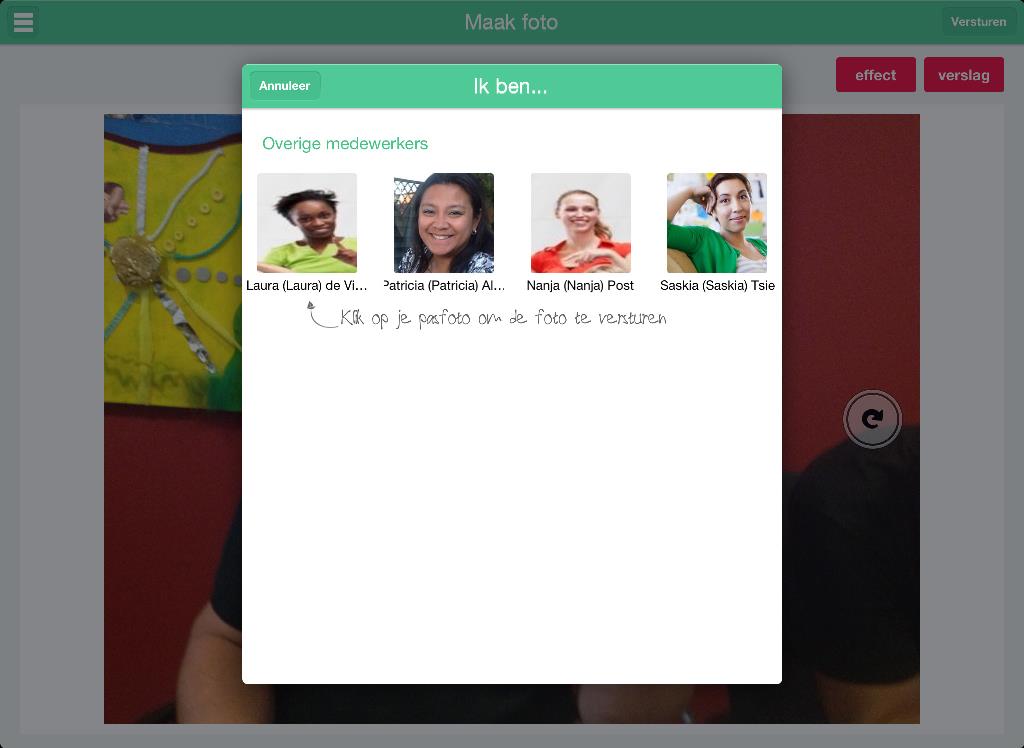 Maak foto
Versturen
effect
verslag
Annuleer
Ik ben...
Overige medewerkers
Laura (Laura) de Vi...
Patricia (Patricia) Al...
Nanja (Nanja) Post
Saskia (Saskia) Tsie
Klik op je pasfoto om de foto te versturen